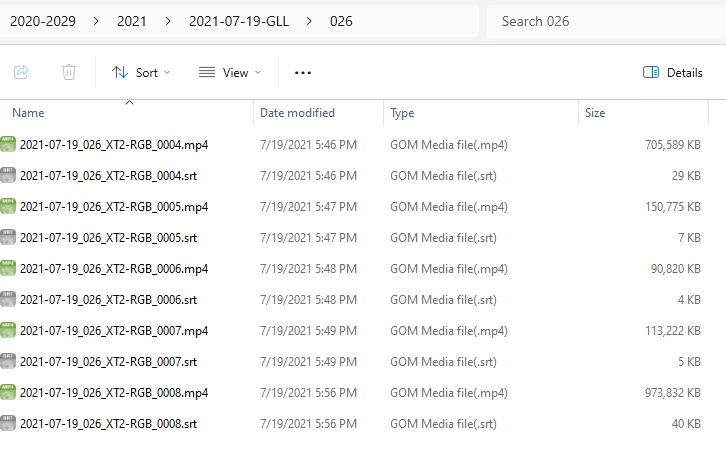 2020-2029 > 2021 > 2021-07-19-GLL > 026 Search 026
Sort View ••• Details
Name Date modified Type Size
2021-07-19_026_XT2-RGB_0004.mp4 7/19/2021 5:46 PM GOM Media file(.mp4) 705,589 KB
2021-07-19_026_XT2-RGB_0004.srt 7/19/2021 5:46 PM GOM Media file(.srt) 29 KB
2021-07-19_026_XT2-RGB_0005.mp4 7/19/2021 5:47 PM GOM Media file(.mp4) 150,775 KB
2021-07-19_026_XT2-RGB_0005.srt 7/19/2021 5:47 PM GOM Media file(.srt) 7 KB
2021-07-19_026_XT2-RGB_0006.mp4 7/19/2021 5:48 PM GOM Media file(.mp4) 90,820 KB
2021-07-19_026_XT2-RGB_0006.srt 7/19/2021 5:48 PM GOM Media file(.srt) 4 KB
2021-07-19_026_XT2-RGB_0007.mp4 7/19/2021 5:49 PM GOM Media file(.mp4) 113,222 KB
2021-07-19_026_XT2-RGB_0007.srt 7/19/2021 5:49 PM GOM Media file(.srt) 5 KB
2021-07-19_026_XT2-RGB_0008.mp4 7/19/2021 5:56 PM GOM Media file(.mp4) 973,832 KB
2021-07-19_026_XT2-RGB_0008.srt 7/19/2021 5:56 PM GOM Media file(.srt) 40 KB